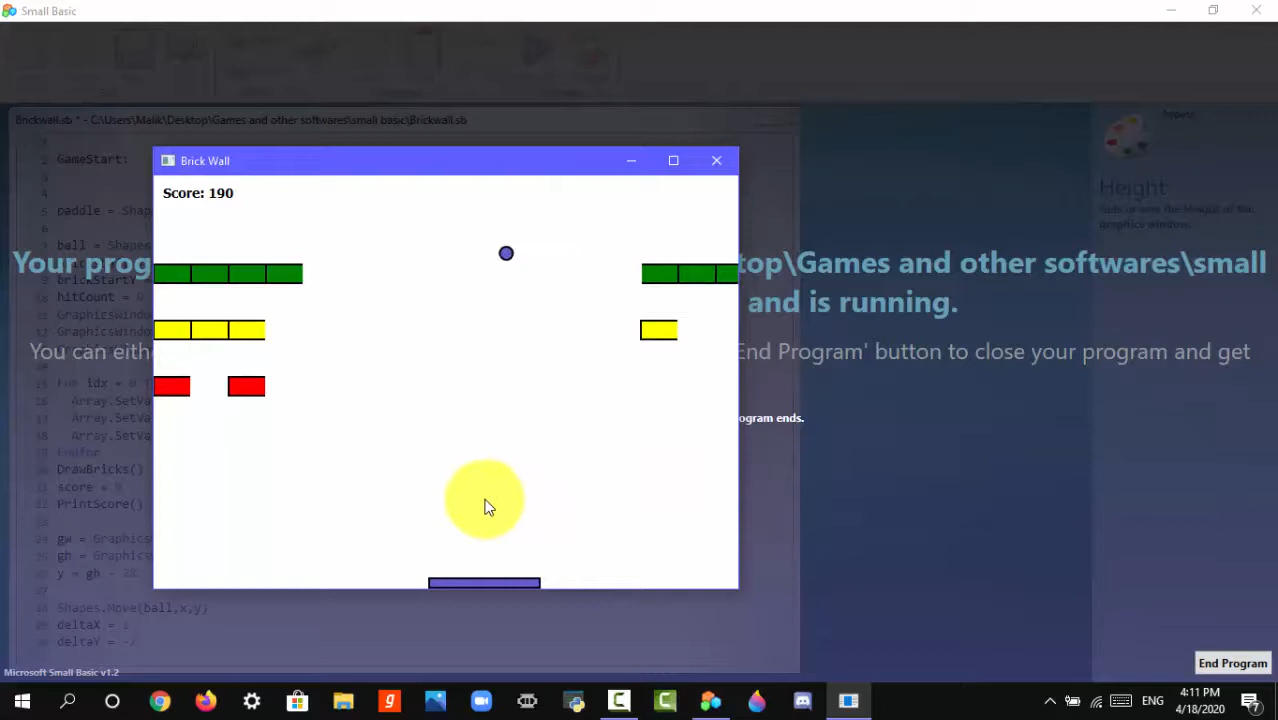 Small Basic
Brickwall.sb * - C:\Users\Malik\Desktop\Games and other softwares\small basic\Brickwall.sb
Brick Wall
Score: 190
GameStart:
paddle = Shap
ball = Shapes
brickStartY
hitCount = 0
GraphicsWindow
GraphicsWindo
For idx = 0 T
Array.SetVa
Array.SetVa
Array.SetVa
EndFor
DrawBricks()
score = 0
PrintScore()
gw = Graphics
gh = Graphics
y = gh - 28
Shapes.Move(ball,x,y)
deltaX = 1
deltaY = -2
Height
Your prog
top\Games and other softwares\small
and is running.
You can eithe
End Program' button to close your program and get
ogram ends.
Microsoft Small Basic v1.2
End Program
ENG
4:11 PM
4/18/2020
7